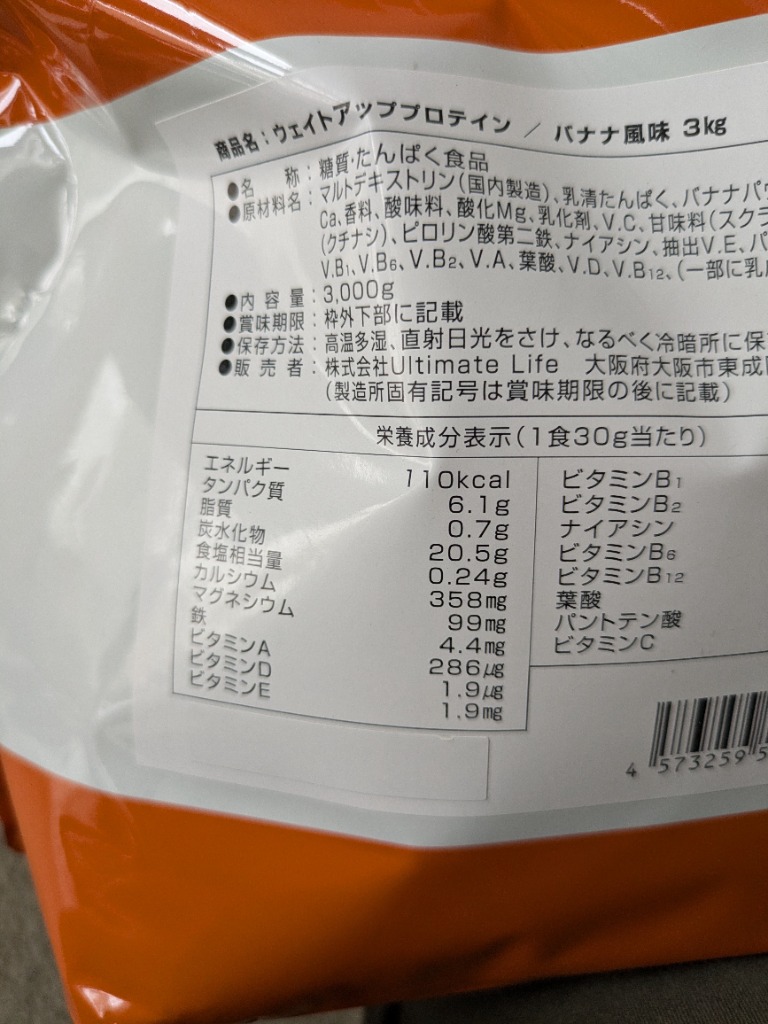 商品名：ウェイトアッププロテイン / バナナ風味 3kg
●名 称：糖質・たんぱく食品
●原材料名：マルトデキストリン(国内製造)、乳清たんぱく、バナナパウ
Ca、香料、酸味料、酸化Mg、乳化剤、V.C、甘味料(スクラ
(クチナシ)、ピロリン酸第二鉄、ナイアシン、抽出V.E、パ
V.B1、V.B6、V.B2、V.A、葉酸、V.D、V.B12、(一部に乳
●内 容 量：3,000g
●賞味期限：枠外下部に記載
●保存方法：高温多湿、直射日光をさけ、なるべく冷暗所に保
●販 売 者：株式会社Ultimate Life 大阪府大阪市東成
(製造所固有記号は賞味期限の後に記載)
栄養成分表示(1食30g当たり)
エネルギー 110kcal
タンパク質 6.1g
脂質 0.7g
炭水化物 20.5g
食塩相当量 0.24g
カルシウム 358mg
マグネシウム 99mg
鉄 4.4mg
ビタミンA 286μg
ビタミンD 1.9μg
ビタミンE 1.9mg
ビタミンB1
ビタミンB2
ナイアシン
ビタミンB6
ビタミンB12
葉酸
パントテン酸
ビタミンC
4 573259 5